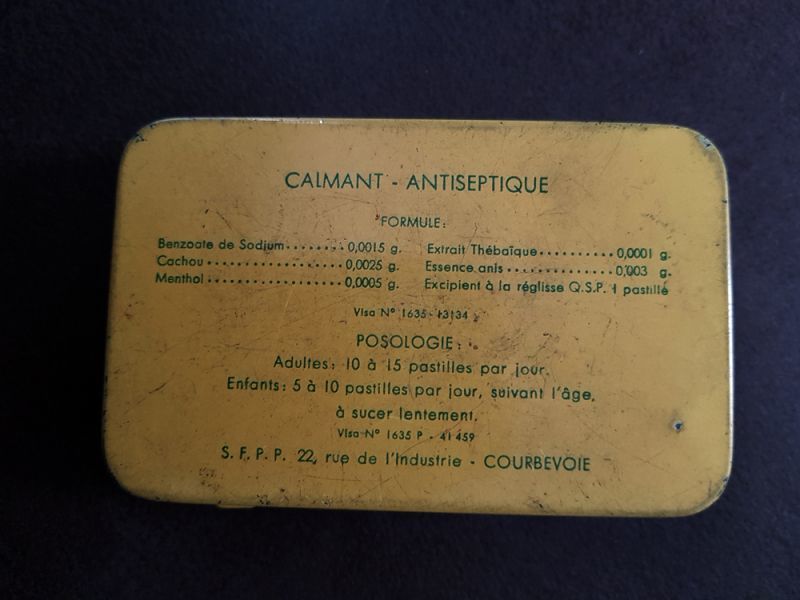 CALMANT - ANTISEPTIQUE
FORMULE:
Benzoate de Sodium........0,0015 g. Extrait Thébaïque..........0,0001 g.
Cachou..................0,0025 g. Essence anis..............0,003 g.
Menthol..................0,0005 g. Excipient à la réglisse Q.S.P. 1 pastille
Visa Nº 1635-13134
POSOLOGIE:
Adultes: 10 à 15 pastilles par jour.
Enfants: 5 à 10 pastilles par jour, suivant l'âge,
à sucer lentement.
Visa Nº 1635 P - 41 459
S. F. P. P. 22, rue de l'Industrie - COURBEVOIE